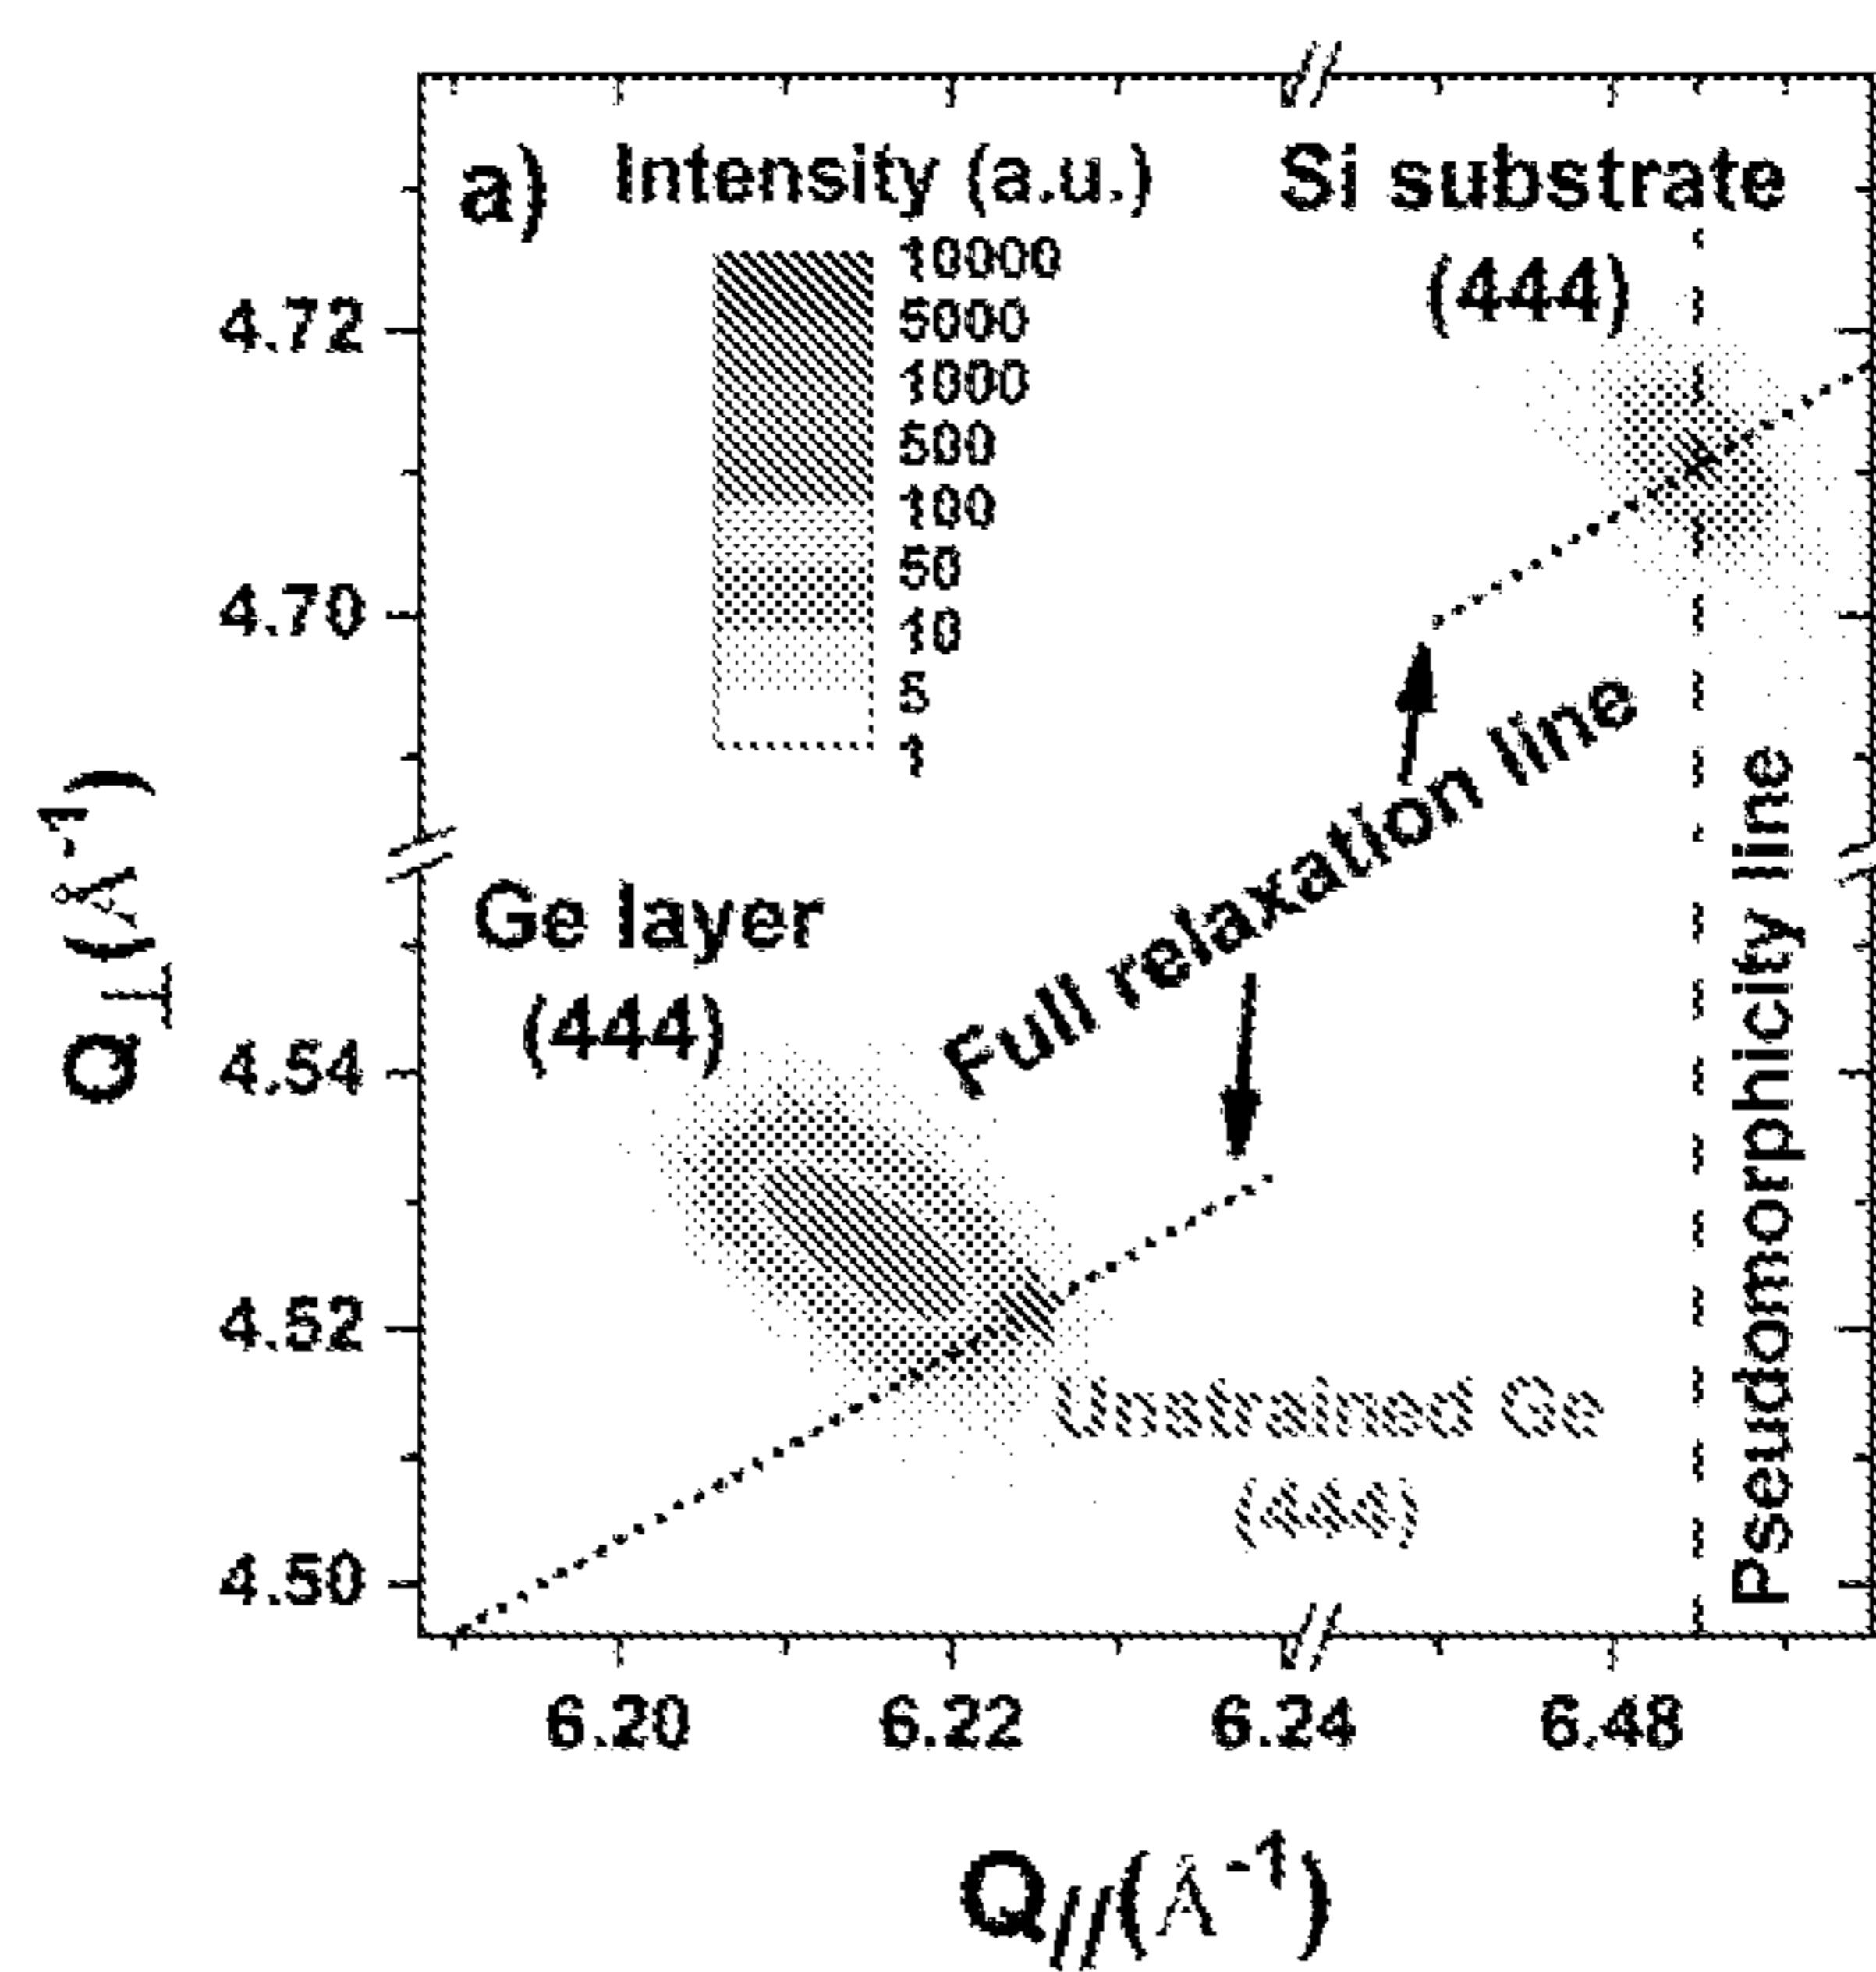 a) Intensity (a.u.)
10000
5000
1000
500
100
50
10
5
1
Si substrate
(444)
4.72
4.70
4.54
4.52
4.50
Q⊥(Å-1)
Ge layer
(444)
Full relaxation line
Pseudomorphicity line
Unstrained Ge
(444)
6.20 6.22 6.24 6.48
Q//(Å-1)